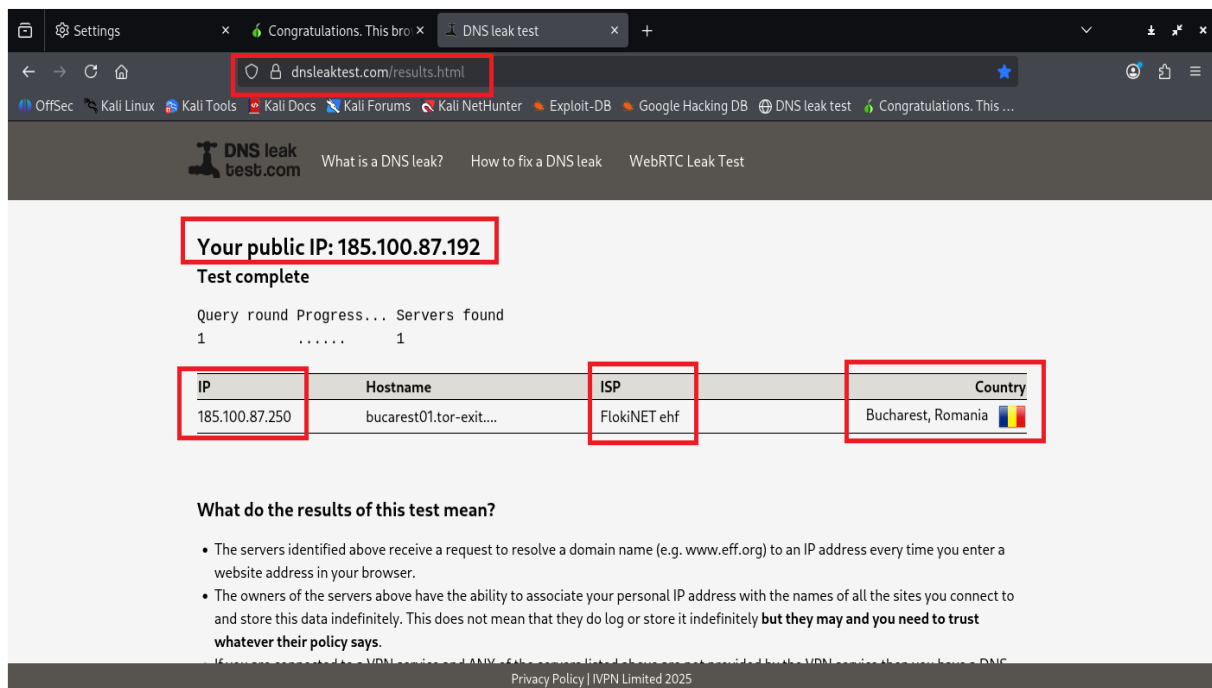 Settings × Congratulations. This bro × DNS leak test × +
dnsleaktest.com/results.html
OffSec Kali Linux Kali Tools Kali Docs Kali Forums Kali NetHunter Exploit-DB Google Hacking DB DNS leak test Congratulations. This ...
DNS leak
test.com
What is a DNS leak? How to fix a DNS leak WebRTC Leak Test
Your public IP: 185.100.87.192
Test complete
Query round Progress... Servers found
1 ...... 1
IP Hostname ISP Country
185.100.87.250 bucarest01.tor-exit.... FlokiNET ehf Bucharest, Romania
What do the results of this test mean?
• The servers identified above receive a request to resolve a domain name (e.g. www.eff.org) to an IP address every time you enter a
website address in your browser.
• The owners of the servers above have the ability to associate your personal IP address with the names of all the sites you connect to
and store this data indefinitely. This does not mean that they do log or store it indefinitely but they may and you need to trust
whatever their policy says.
Privacy Policy | IVPN Limited 2025